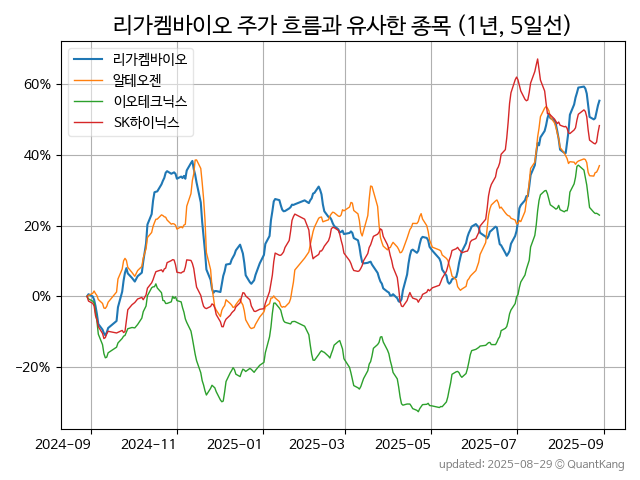 리가켐바이오 주가 흐름과 유사한 종목 (1년, 5일선)
리가켐바이오
알테오젠
이오테크닉스
SK하이닉스
60%
40%
20%
0%
−20%
2024-09 2024-11 2025-01 2025-03 2025-05 2025-07 2025-09
updated: 2025-08-29 © QuantKang